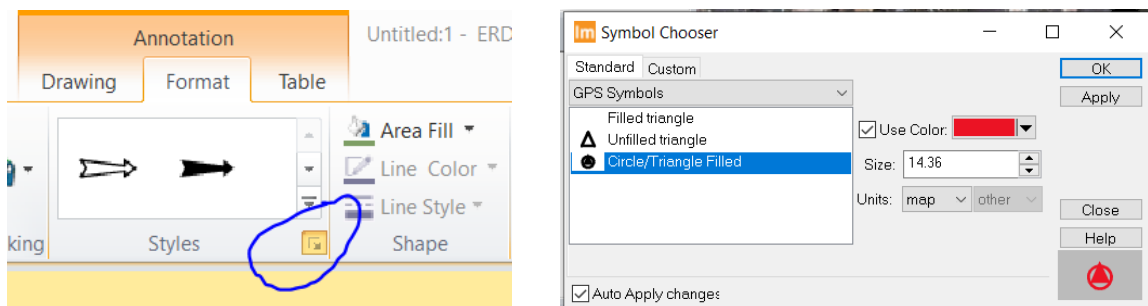 Annotation
Untitled:1 - ERD
Drawing Format Table
Area Fill
Line Color
Line Style
king
Styles
Shape
Im Symbol Chooser
Standard Custom
OK
GPS Symbols
Apply
Filled triangle
Unfilled triangle
Use Color:
Circle/Triangle Filled
Size: 14.36
Units: map other
Close
Help
Auto Apply changes